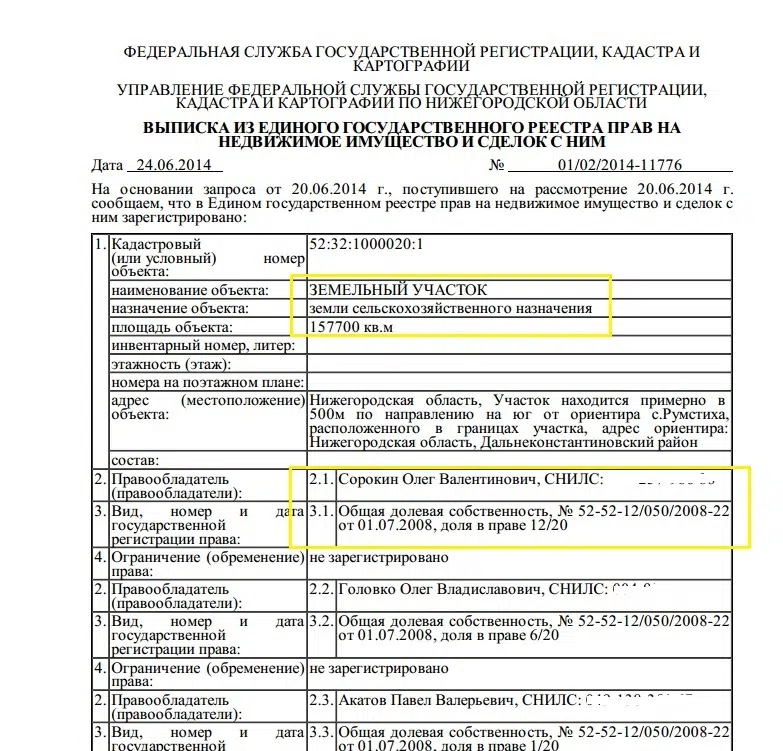 ФЕДЕРАЛЬНАЯ СЛУЖБА ГОСУДАРСТВЕННОЙ РЕГИСТРАЦИИ, КАДАСТРА И
КАРТОГРАФИИ
УПРАВЛЕНИЕ ФЕДЕРАЛЬНОЙ СЛУЖБЫ ГОСУДАРСТВЕННОЙ РЕГИСТРАЦИИ,
КАДАСТРА И КАРТОГРАФИИ ПО НИЖЕГОРОДСКОЙ ОБЛАСТИ
ВЫПИСКА ИЗ ЕДИНОГО ГОСУДАРСТВЕННОГО РЕЕСТРА ПРАВ НА
НЕДВИЖИМОЕ ИМУЩЕСТВО И СДЕЛОК С НИМ
Дата 24.06.2014 № 01/02/2014-11776
На основании запроса от 20.06.2014 г., поступившего на рассмотрение 20.06.2014 г.
сообщаем, что в Едином государственном реестре прав на недвижимое имущество и сделок с
ним зарегистрировано:
1. Кадастровый 52:32:1000020:1
(или условный) номер
объекта:
наименование объекта: ЗЕМЕЛЬНЫЙ УЧАСТОК
назначение объекта: земли сельскохозяйственного назначения
площадь объекта: 157700 кв.м
инвентарный номер, литер:
этажность (этаж):
номера на поэтажном плане:
адрес (местоположение) Нижегородская область, Участок находится примерно в
объекта: 500м по направлению на юг от ориентира с.Румстиха,
расположенного в границах участка, адрес ориентира:
Нижегородская область, Дальнеконстантиновский район
состав:
2. Правообладатель 2.1. Сорокин Олег Валентинович, СНИЛС:
(правообладатели):
3. Вид, номер и дата 3.1. Общая долевая собственность, № 52-52-12/050/2008-22
государственной от 01.07.2008, доля в праве 12/20
регистрации права:
4. Ограничение (обременение) не зарегистрировано
права:
2. Правообладатель 2.2. Головко Олег Владиславович, СНИЛС:
(правообладатели):
3. Вид, номер и дата 3.2. Общая долевая собственность, № 52-52-12/050/2008-22
государственной от 01.07.2008, доля в праве 6/20
регистрации права:
4. Ограничение (обременение) не зарегистрировано
права:
2. Правообладатель 2.3. Акатов Павел Валерьевич, СНИЛС:
(правообладатели):
3. Вид, номер и дата 3.3. Общая долевая собственность, № 52-52-12/050/2008-22
государственной от 01.07.2008, доля в праве 1/20